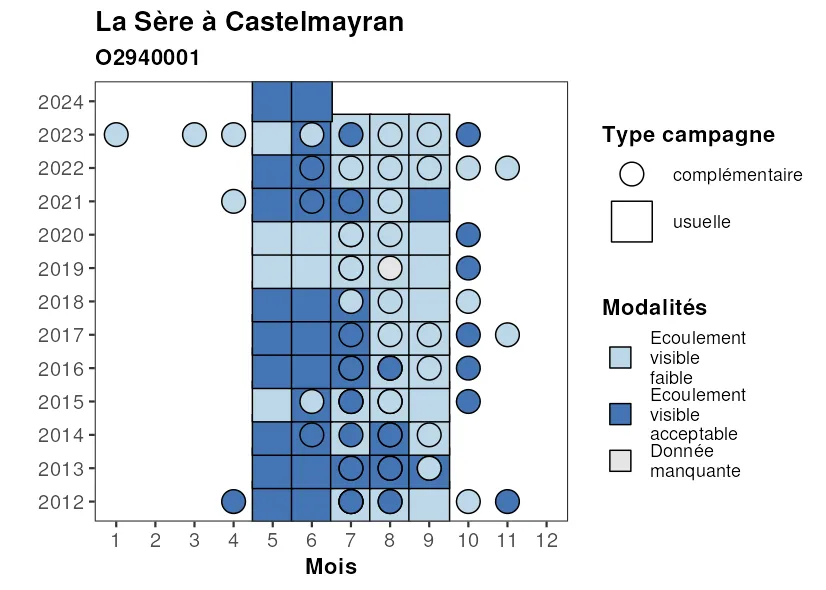 La Sère à Castelmayran
O2940001
2024
2023
2022
2021
2020
2019
2018
2017
2016
2015
2014
2013
2012
1 2 3 4 5 6 7 8 9 10 11 12
Mois
Type campagne
complémentaire
usuelle
Modalités
Ecoulement
visible
faible
Ecoulement
visible
acceptable
Donnée
manquante